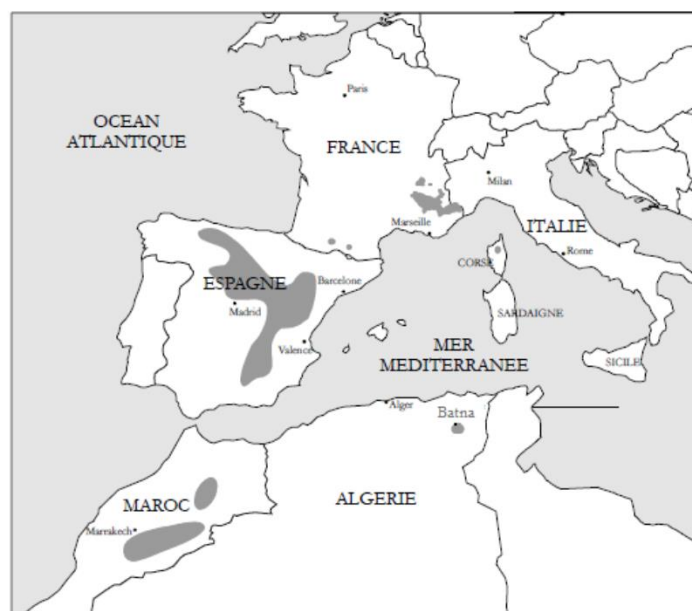 Paris
OCEAN
ATLANTIQUE
FRANCE
Milan
Marseille
ITALIE
Rome
CORSE
ESPAGNE
Barcelone
Madrid
SARDAIGNE
Valence
MER
MEDITERRANEE
SICILE
Alger
Batna
MAROC
ALGERIE
Marrakech